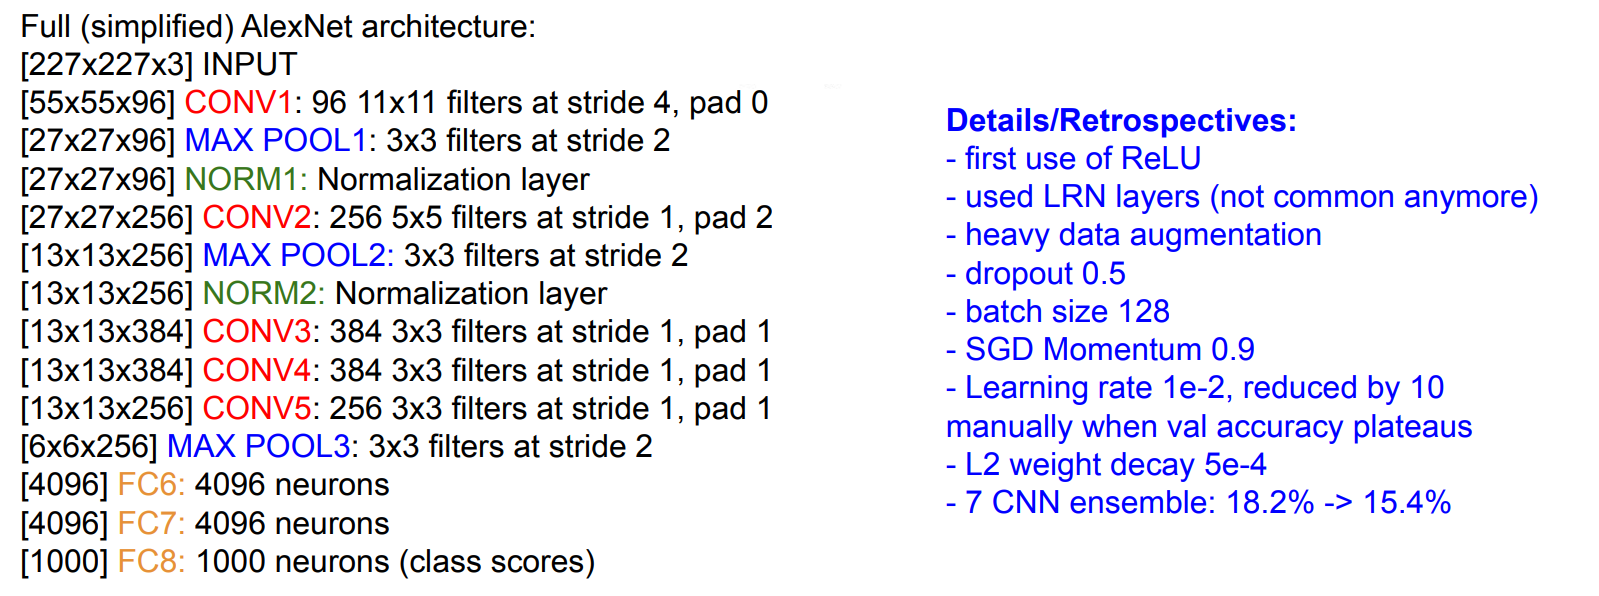 Full (simplified) AlexNet architecture:
[227x227x3] INPUT
[55x55x96] CONV1: 96 11x11 filters at stride 4, pad 0
[27x27x96] MAX POOL1: 3x3 filters at stride 2
[27x27x96] NORM1: Normalization layer
[27x27x256] CONV2: 256 5x5 filters at stride 1, pad 2
[13x13x256] MAX POOL2: 3x3 filters at stride 2
[13x13x256] NORM2: Normalization layer
[13x13x384] CONV3: 384 3x3 filters at stride 1, pad 1
[13x13x384] CONV4: 384 3x3 filters at stride 1, pad 1
[13x13x256] CONV5: 256 3x3 filters at stride 1, pad 1
[6x6x256] MAX POOL3: 3x3 filters at stride 2
[4096] FC6: 4096 neurons
[4096] FC7: 4096 neurons
[1000] FC8: 1000 neurons (class scores)
Details/Retrospectives:
- first use of ReLU
- used LRN layers (not common anymore)
- heavy data augmentation
- dropout 0.5
- batch size 128
- SGD Momentum 0.9
- Learning rate 1e-2, reduced by 10
manually when val accuracy plateaus
- L2 weight decay 5e-4
- 7 CNN ensemble: 18.2% -> 15.4%